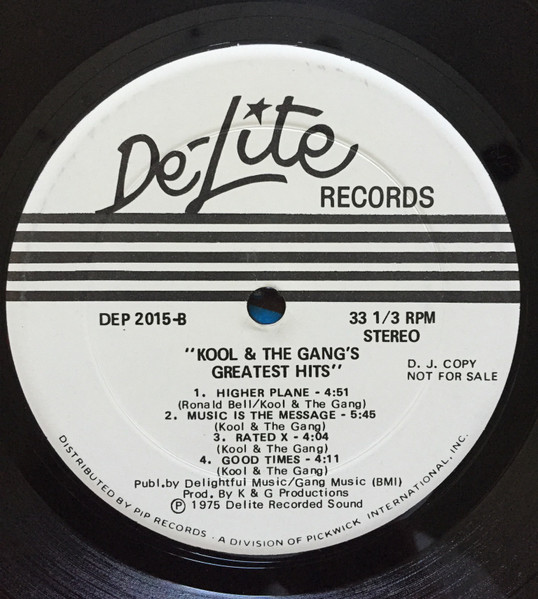 De-Lite
RECORDS
DEP 2015-B
33 1/3 RPM
STEREO
"KOOL & THE GANG'S
GREATEST HITS"
D. J. COPY
NOT FOR SALE
1. HIGHER PLANE - 4:51
(Ronald Bell/Kool & The Gang)
2. MUSIC IS THE MESSAGE - 5:45
(Kool & The Gang)
3. RATED X - 4:04
(Kool & The Gang)
4. GOOD TIMES - 4:11
(Kool & The Gang)
Publ.by Delightful Music/Gang Music (BMI)
Prod. By K & G Productions
℗ 1975 Delite Recorded Sound
DISTRIBUTED BY PIP RECORDS - A DIVISION OF PICKWICK INTERNATIONAL, INC.